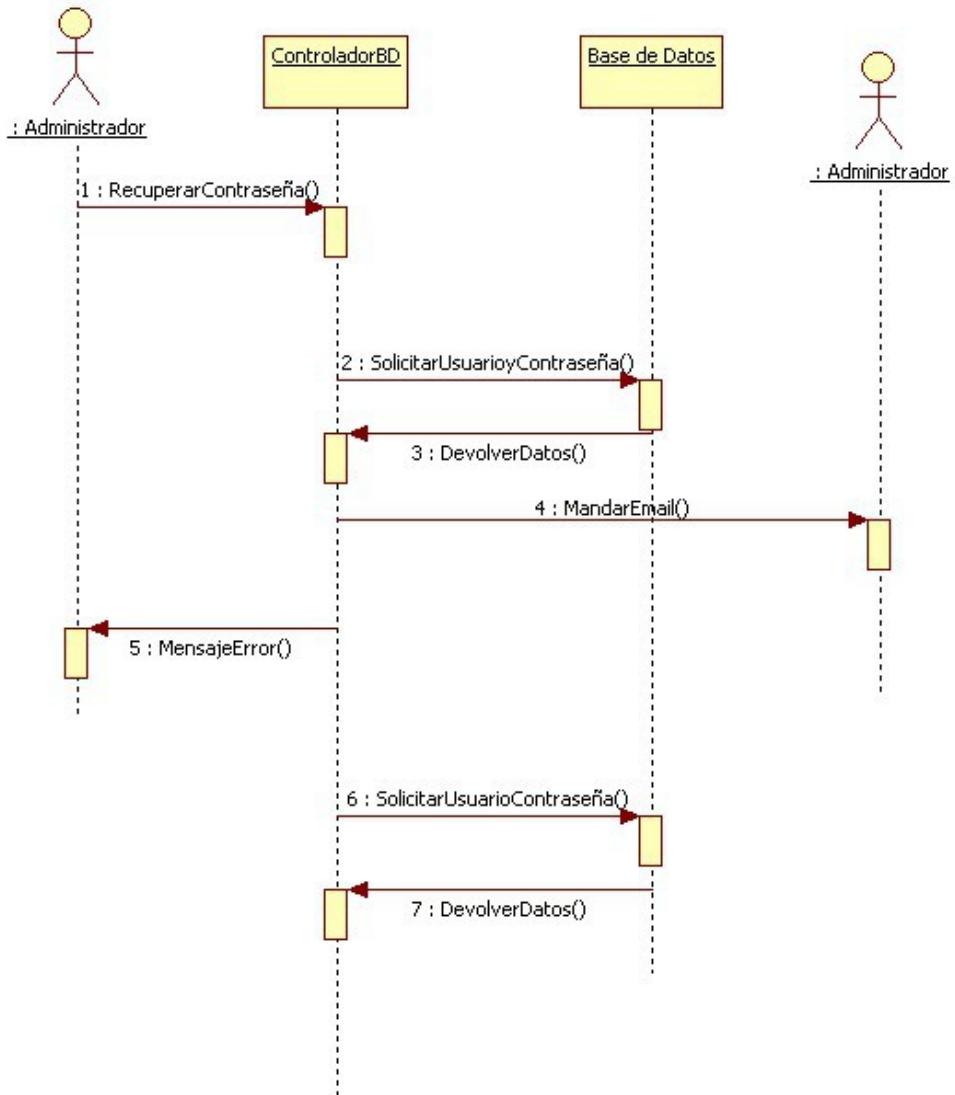 ControladorBD
Base de Datos
: Administrador
: Administrador
1 : RecuperarContraseña()
2 : SolicitarUsuarioyContraseña()
3 : DevolverDatos()
4 : MandarEmail()
5 : MensajeError()
6 : SolicitarUsuarioContraseña()
7 : DevolverDatos()